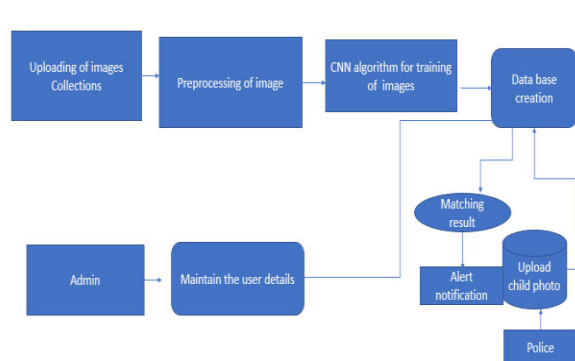 Uploading of images
Collections
Preprocessing of image
CNN algorithm for training
of images
Data base
creation
Matching
result
Admin
Maintain the user details
Alert
notification
Upload
child photo
Police